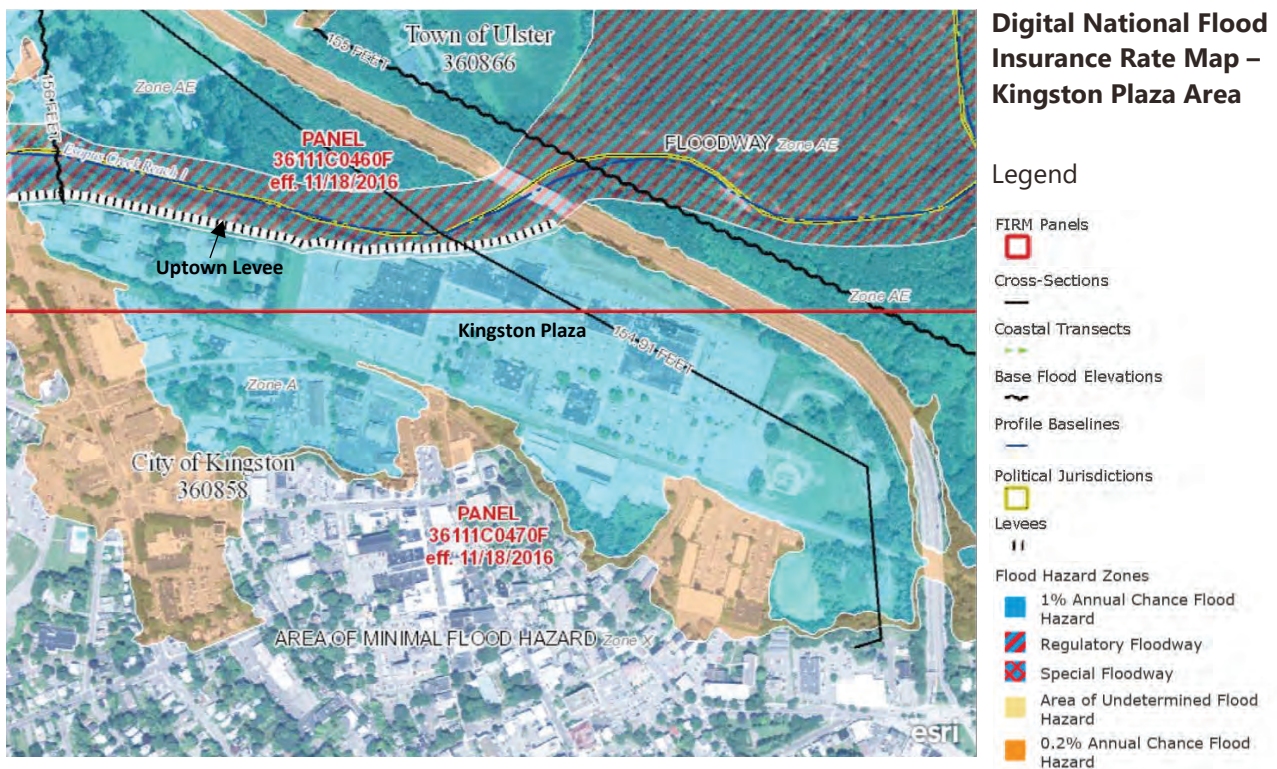 Digital National Flood
Insurance Rate Map –
Kingston Plaza Area
Legend
FIRM Panels
Cross-Sections
Coastal Transects
Base Flood Elevations
Profile Baselines
Political Jurisdictions
Levees
Flood Hazard Zones
1% Annual Chance Flood
Hazard
Regulatory Floodway
Special Floodway
Area of Undetermined Flood
Hazard
0.2% Annual Chance Flood
Hazard
Town of Ulster
360866
155 FEET
156 FEET
Zone AE
PANEL
36111C0460F
eff. 11/18/2016
FLOODWAY Zone AE
Esopus Creek Reach 1
Uptown Levee
Zone AE
Kingston Plaza
154.91 FEET
Zone A
City of Kingston
360858
PANEL
36111C0470F
eff. 11/18/2016
AREA OF MINIMAL FLOOD HAZARD Zone X
esri